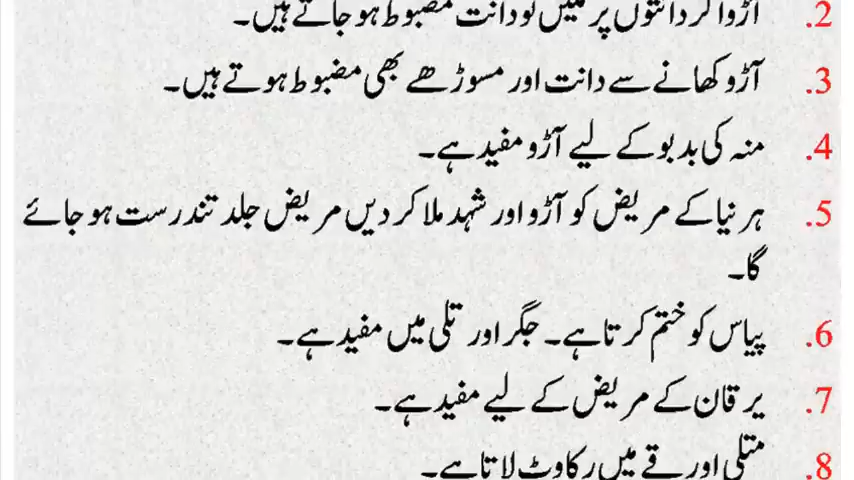 2. اڑوا کر دانتوں پر ملیں تو دانت مضبوط ہو جاتے ہیں۔
3. آڑو کھانے سے دانت اور مسوڑھے بھی مضبوط ہوتے ہیں۔
4. منہ کی بدبو کے لیے آڑو مفید ہے۔
5. ہرنیا کے مریض کو آڑو اور شہد ملا کر دیں مریض جلد تندرست ہو جائے
گا۔
6. پیاس کو ختم کرتا ہے۔ جگر اور تلی میں مفید ہے۔
7. یرقان کے مریض کے لیے مفید ہے۔
8. متلی اور قے میں رکاوٹ لاتا ہے۔